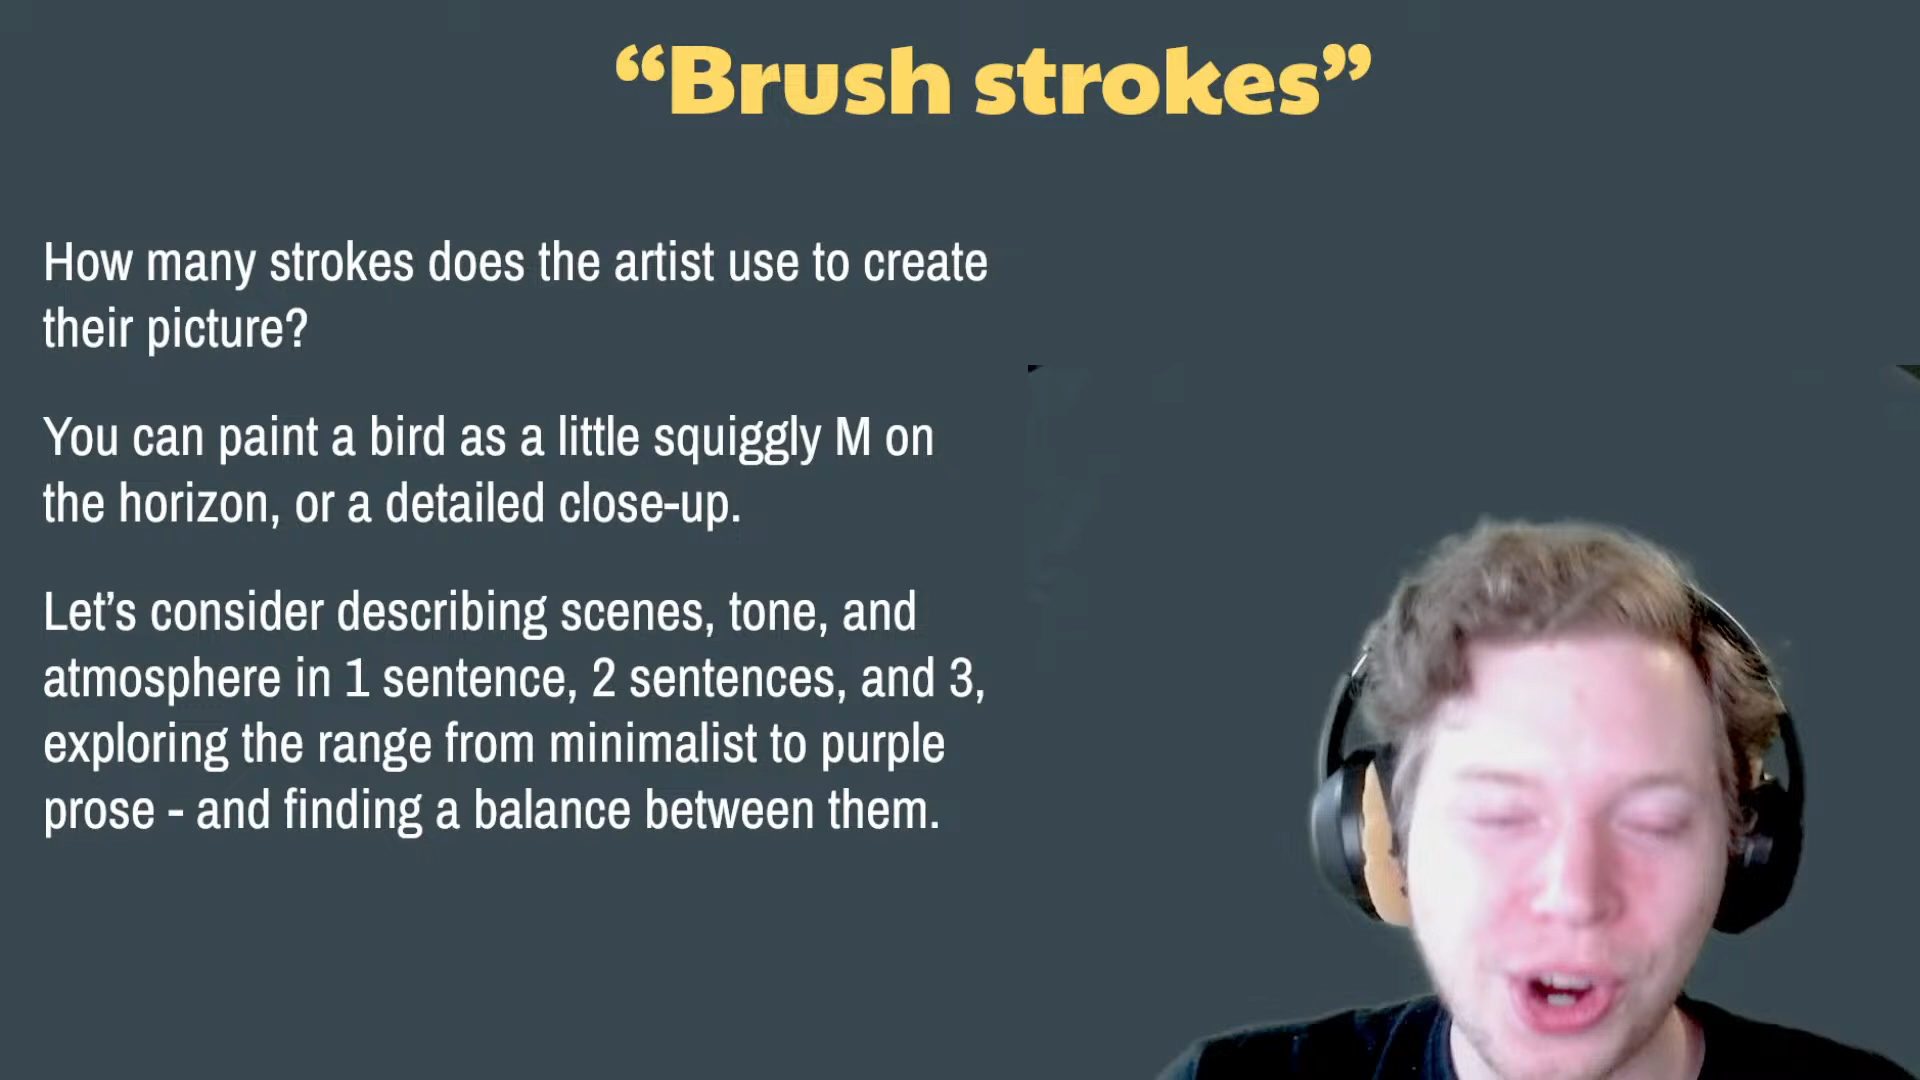 “Brush strokes”
How many strokes does the artist use to create
their picture?
You can paint a bird as a little squiggly M on
the horizon, or a detailed close-up.
Let’s consider describing scenes, tone, and
atmosphere in 1 sentence, 2 sentences, and 3,
exploring the range from minimalist to purple
prose - and finding a balance between them.